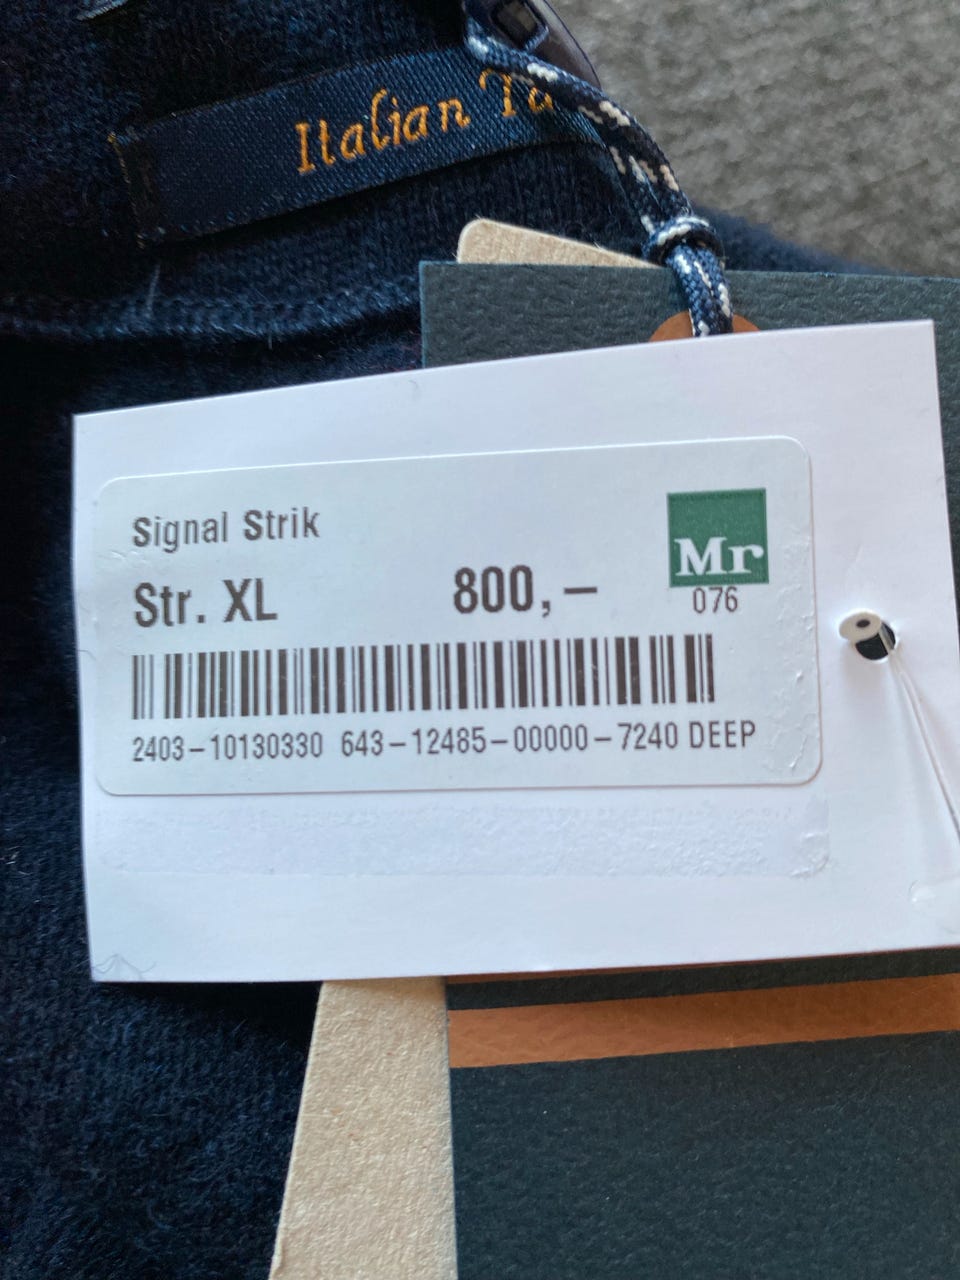 Italian
Signal Strik
Str. XL 800,–
Mr
076
2403–10130330 643–12485–00000–7240 DEEP